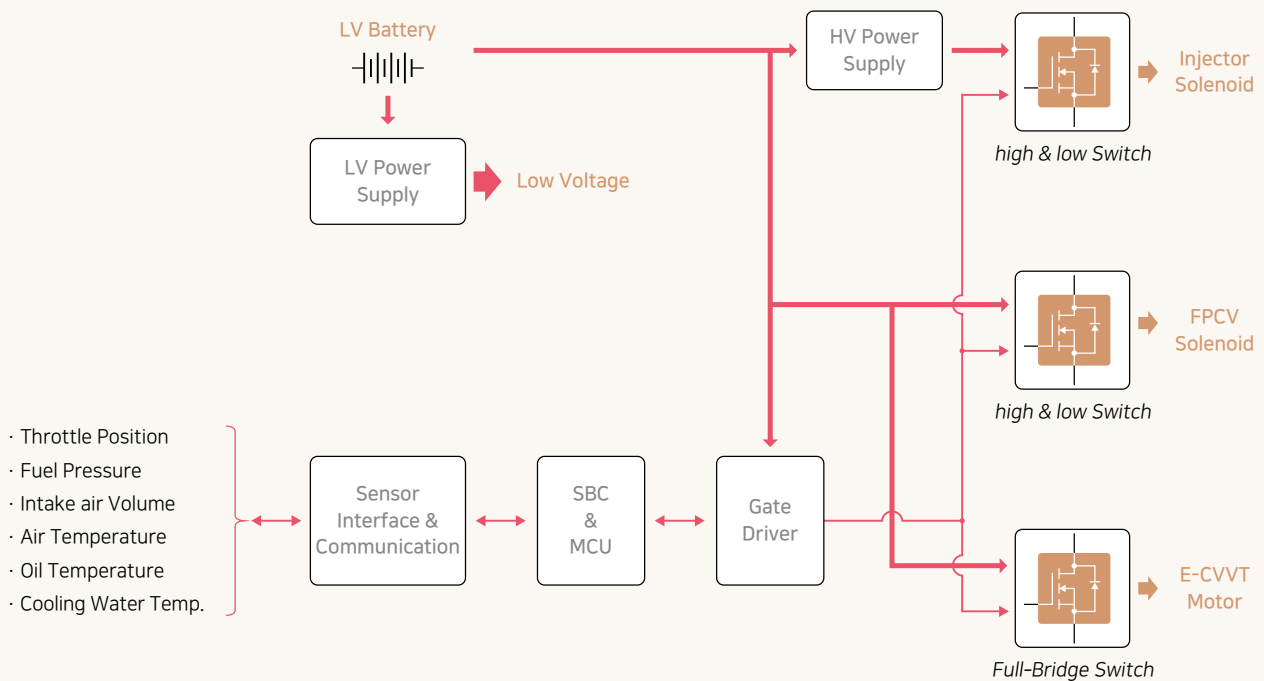 LV Battery
HV Power
Supply
Injector
Solenoid
high & low Switch
LV Power
Supply
Low Voltage
FPCV
Solenoid
high & low Switch
· Throttle Position
· Fuel Pressure
· Intake air Volume
· Air Temperature
· Oil Temperature
· Cooling Water Temp.
Sensor
Interface &
Communication
SBC
&
MCU
Gate
Driver
E-CVVT
Motor
Full-Bridge Switch